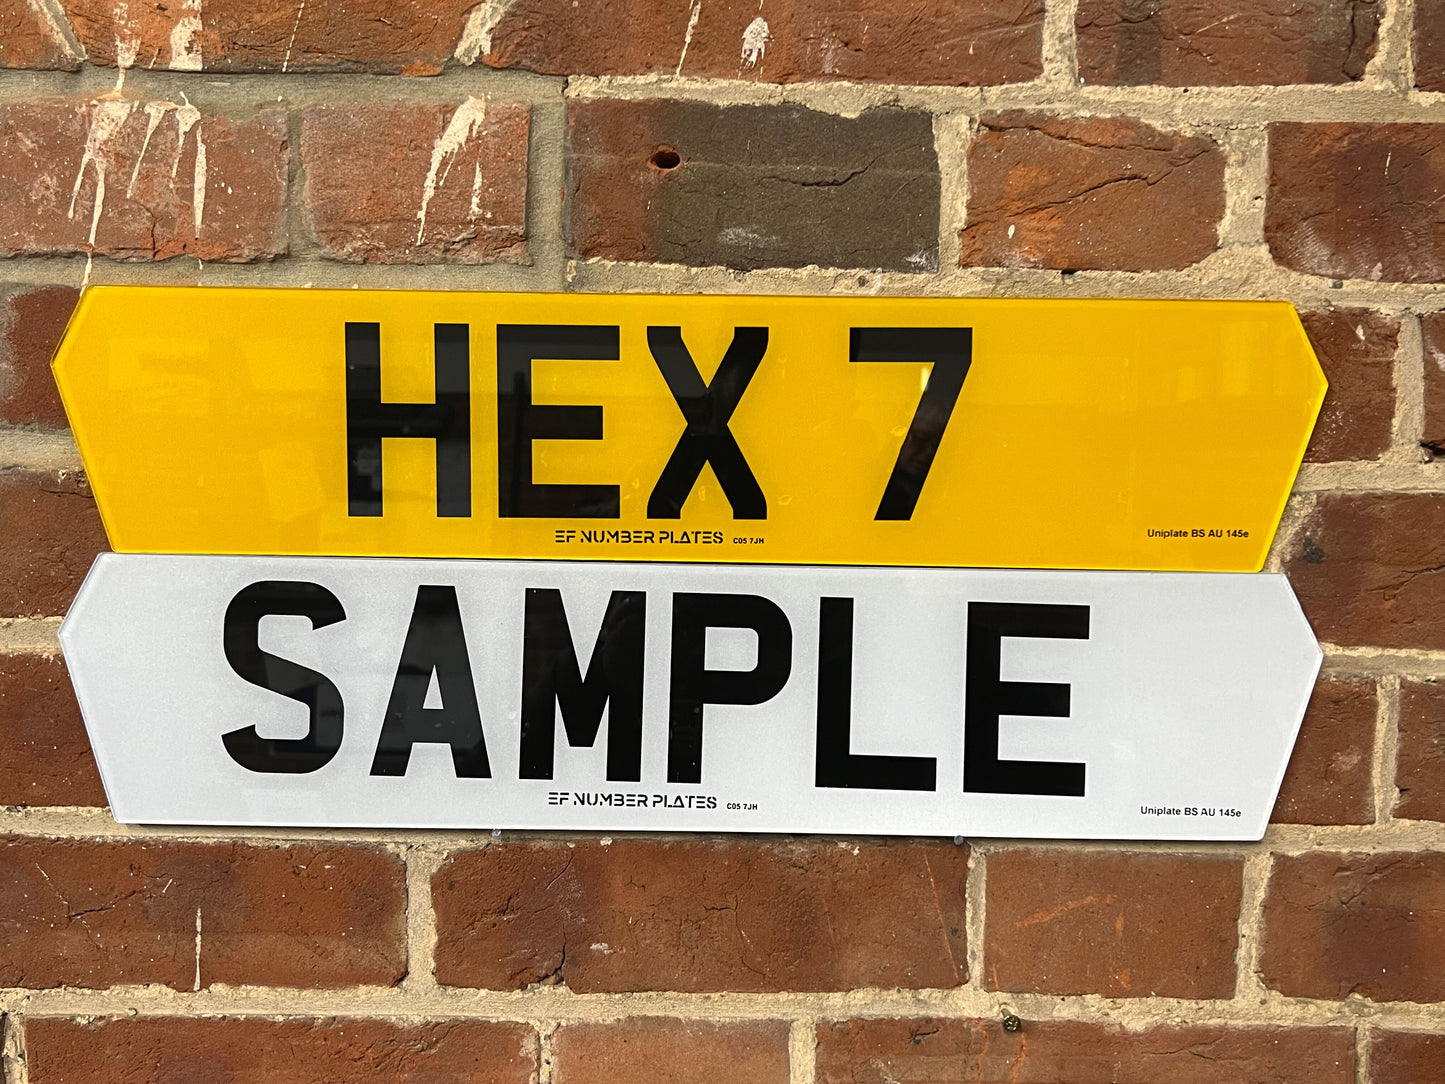 HEX 7
EF NUMBER PLATES C05 7JH
Uniplate BS AU 145e
SAMPLE
EF NUMBER PLATES C05 7JH
Uniplate BS AU 145e